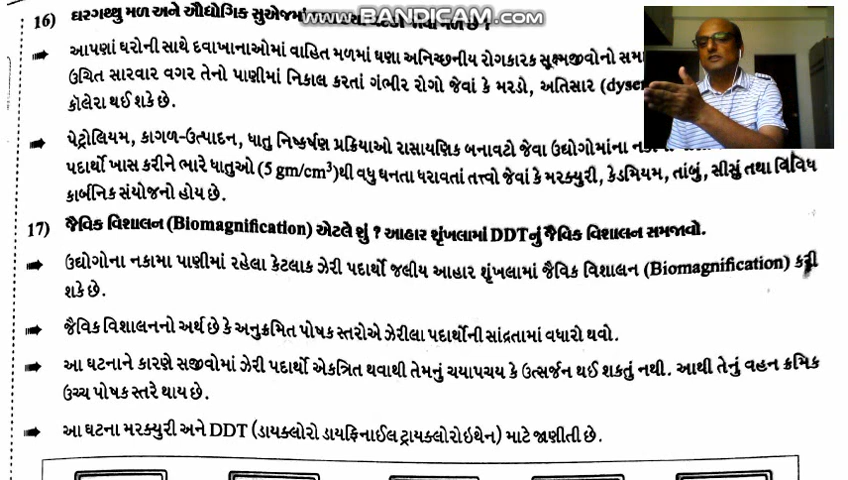 www.BANDICAM.com
16) ઘરગથ્થુ મળ અને ઔદ્યોગિક સુએજમાં
➠ આપણાં ઘરોની સાથે દવાખાનાઓમાં વાહિત મળમાં ઘણા અનિચ્છનીય રોગકારક સૂક્ષ્મજીવોનો
ઉચિત સારવાર વગર તેનો પાણીમાં નિકાલ કરતાં ગંભીર રોગો જેવાં કે મરડો, અતિસાર
કૉલેરા થઈ શકે છે.
➠ પેટ્રોલિયમ, કાગળ-ઉત્પાદન, ધાતુ નિષ્કર્ષણ પ્રક્રિયાઓ રાસાયણિક બનાવટો જેવા ઉદ્યોગોમાંના
પદાર્થો ખાસ કરીને ભારે ધાતુઓ (5 gm/cm³)થી વધુ ઘનતા ધરાવતાં તત્ત્વો જેવાં કે મરક્યુરી, કેડમિયમ, તાંબું, સીસું તથા વિવિધ
કાર્બનિક સંયોજનો હોય છે.
17) જૈવિક વિશાલન (Biomagnification) એટલે શું ? આહાર શૃંખલામાં DDTનું જૈવિક વિશાલન સમજાવો.
➠ ઉદ્યોગોના નકામા પાણીમાં રહેલા કેટલાક ઝેરી પદાર્થો જલીય આહાર શૃંખલામાં જૈવિક વિશાલન (Biomagnification) કરી
શકે છે.
➠ જૈવિક વિશાલનનો અર્થ છે કે અનુક્રમિત પોષક સ્તરોએ ઝેરીલા પદાર્થોની સાંદ્રતામાં વધારો થવો.
➠ આ ઘટનાને કારણે સજીવોમાં ઝેરી પદાર્થો એકત્રિત થવાથી તેમનું ચયાપચય કે ઉત્સર્જન થઈ શકતું નથી. આથી તેનું વહન ક્રમિક
ઉચ્ચ પોષક સ્તરે થાય છે.
➠ આ ઘટના મરક્યુરી અને DDT (ડાયક્લોરો ડાયફિનાઈલ ટ્રાયક્લોરોઇથેન) માટે જાણીતી છે.